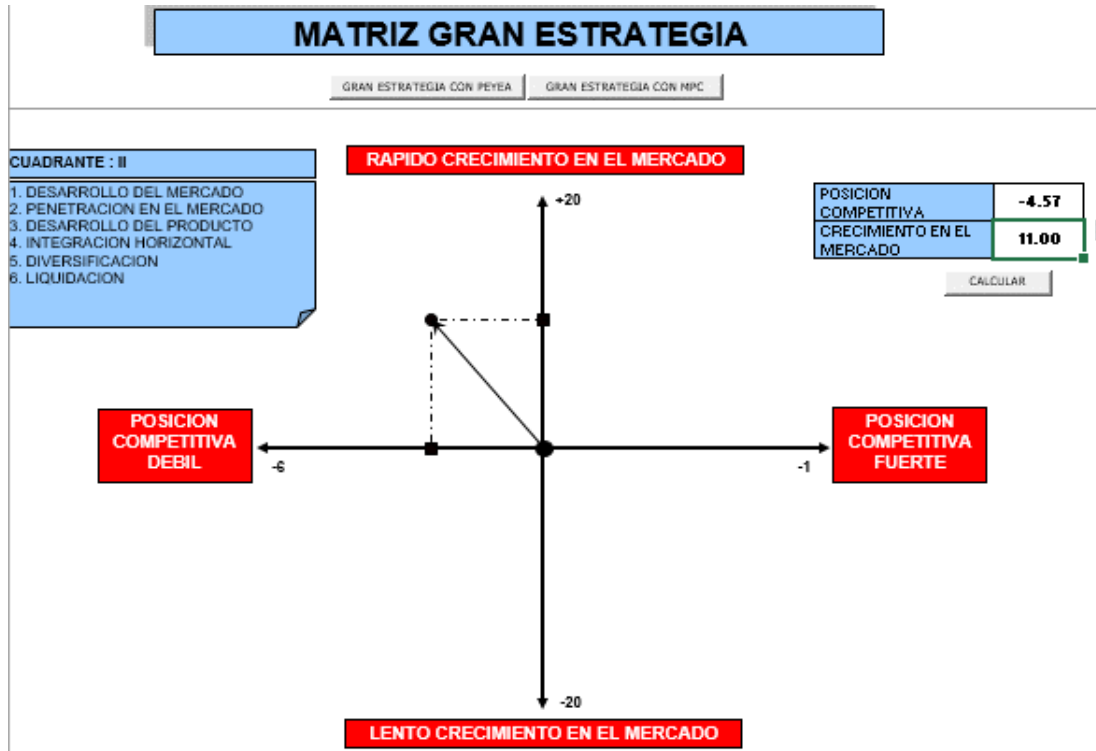 MATRIZ GRAN ESTRATEGIA
GRAN ESTRATEGIA CON PEYEA
GRAN ESTRATEGIA CON MPC
CUADRANTE : II
1. DESARROLLO DEL MERCADO
2. PENETRACION EN EL MERCADO
3. DESARROLLO DEL PRODUCTO
4. INTEGRACION HORIZONTAL
5. DIVERSIFICACION
6. LIQUIDACION
RAPIDO CRECIMIENTO EN EL MERCADO
+20
POSICION
COMPETITIVA
-4.57
CRECIMIENTO EN EL
MERCADO
11.00
CALCULAR
POSICION
COMPETITIVA
DEBIL
-6
-1
POSICION
COMPETITIVA
FUERTE
-20
LENTO CRECIMIENTO EN EL MERCADO